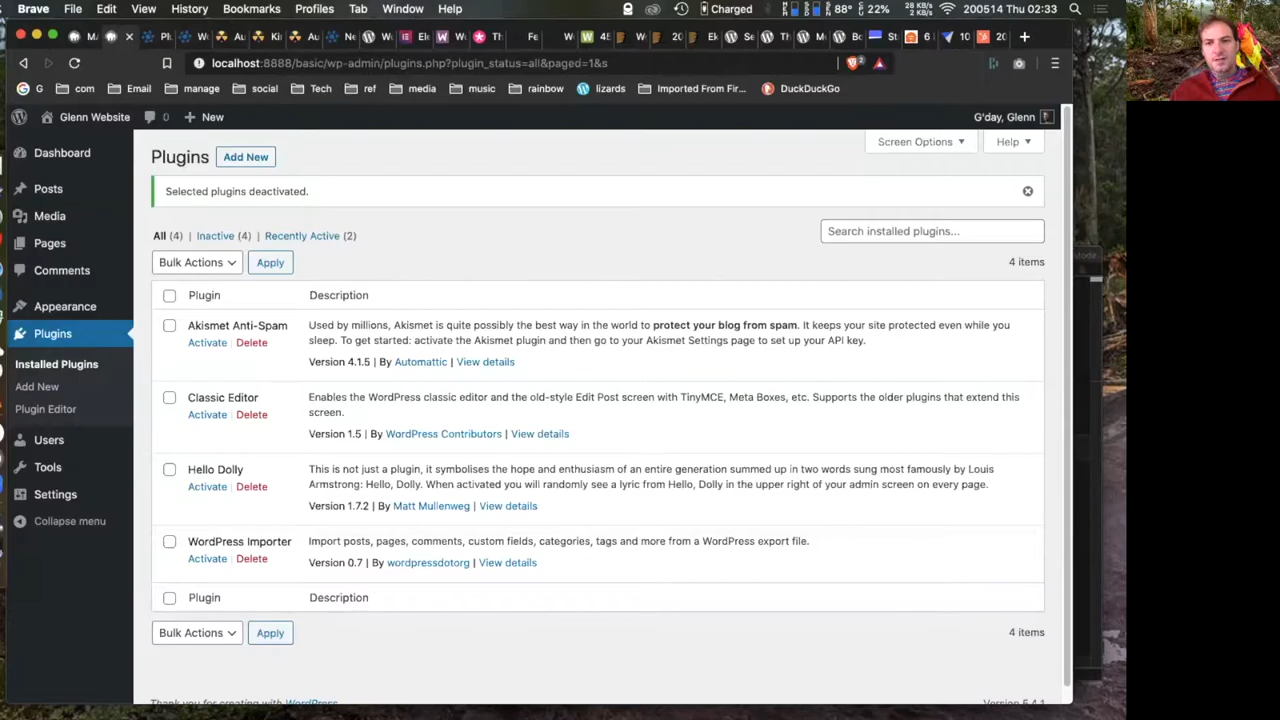 Brave File Edit View History Bookmarks Profiles Tab Window Help Charged 88° 22% 28 KB/s 2 KB/s 200514 Thu 02:33
localhost:8888/basic/wp-admin/plugins.php?plugin_status=all&paged=1&s
G com Email manage social Tech ref media music rainbow lizards Imported From Fir... DuckDuckGo
Glenn Website 0 New G'day, Glenn
Screen Options Help
Plugins Add New
Selected plugins deactivated.
All (4) | Inactive (4) | Recently Active (2)
Search installed plugins...
Bulk Actions Apply 4 items
Dashboard
Posts
Media
Pages
Comments
Appearance
Plugins
Installed Plugins
Add New
Plugin Editor
Users
Tools
Settings
Collapse menu
Plugin Description
Akismet Anti-Spam
Activate | Delete
Used by millions, Akismet is quite possibly the best way in the world to protect your blog from spam. It keeps your site protected even while you
sleep. To get started: activate the Akismet plugin and then go to your Akismet Settings page to set up your API key.
Version 4.1.5 | By Automattic | View details
Classic Editor
Activate | Delete
Enables the WordPress classic editor and the old-style Edit Post screen with TinyMCE, Meta Boxes, etc. Supports the older plugins that extend this
screen.
Version 1.5 | By WordPress Contributors | View details
Hello Dolly
Activate | Delete
This is not just a plugin, it symbolises the hope and enthusiasm of an entire generation summed up in two words sung most famously by Louis
Armstrong: Hello, Dolly. When activated you will randomly see a lyric from Hello, Dolly in the upper right of your admin screen on every page.
Version 1.7.2 | By Matt Mullenweg | View details
WordPress Importer
Activate | Delete
Import posts, pages, comments, custom fields, categories, tags and more from a WordPress export file.
Version 0.7 | By wordpressdotorg | View details
Plugin Description
Bulk Actions Apply 4 items
Thank you for creating with WordPress Version 5.4.1